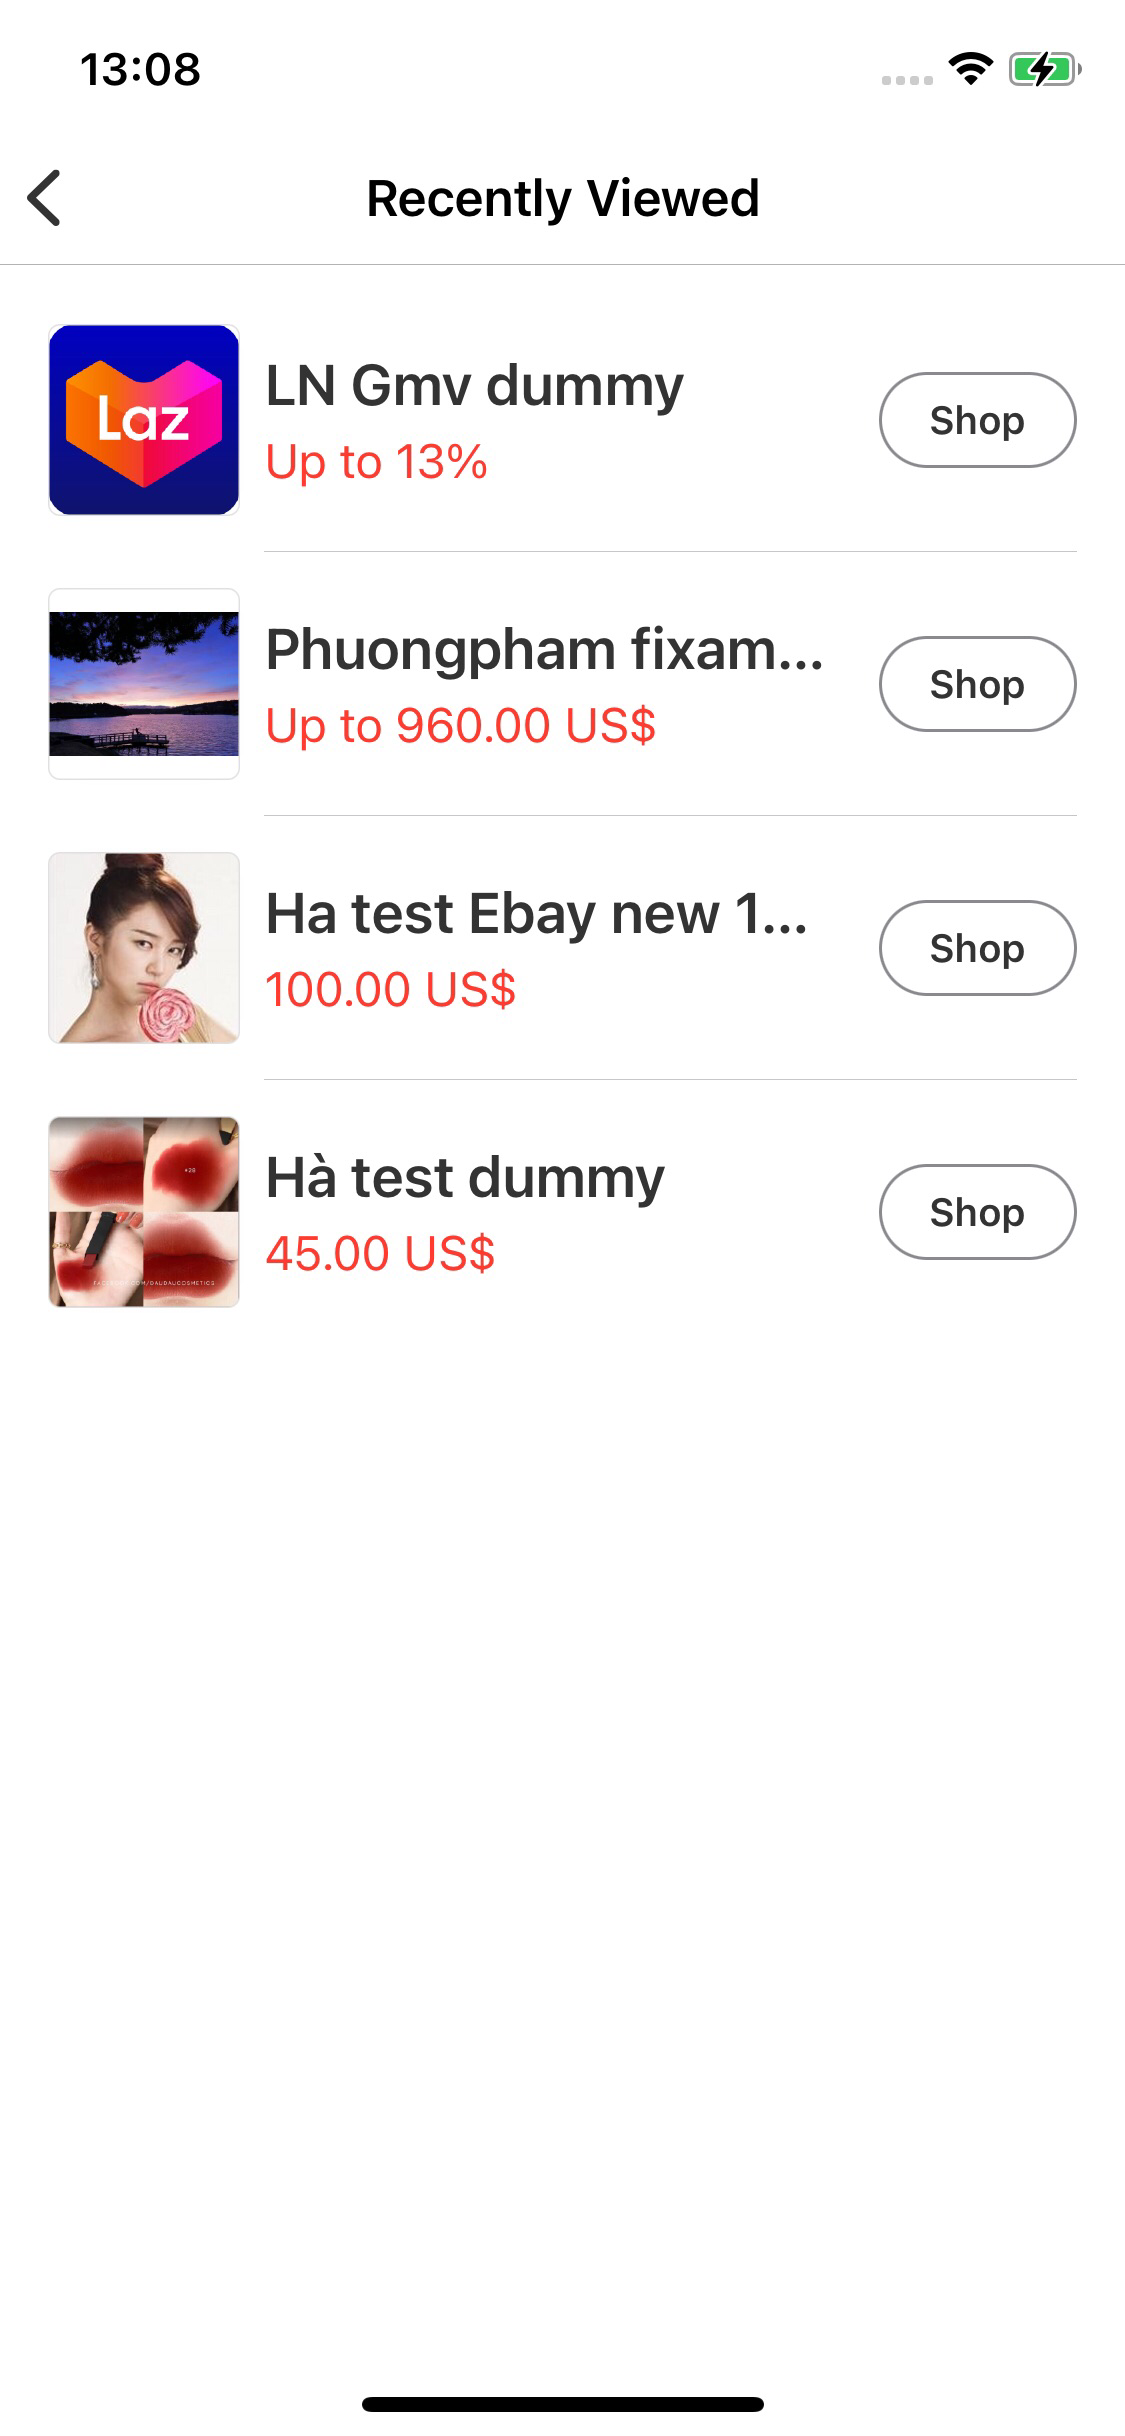 13:08
Recently Viewed
Laz
LN Gmv dummy
Up to 13%
Shop
Phuongpham fixam...
Up to 960.00 US$
Shop
Ha test Ebay new 1...
100.00 US$
Shop
Hà test dummy
45.00 US$
Shop